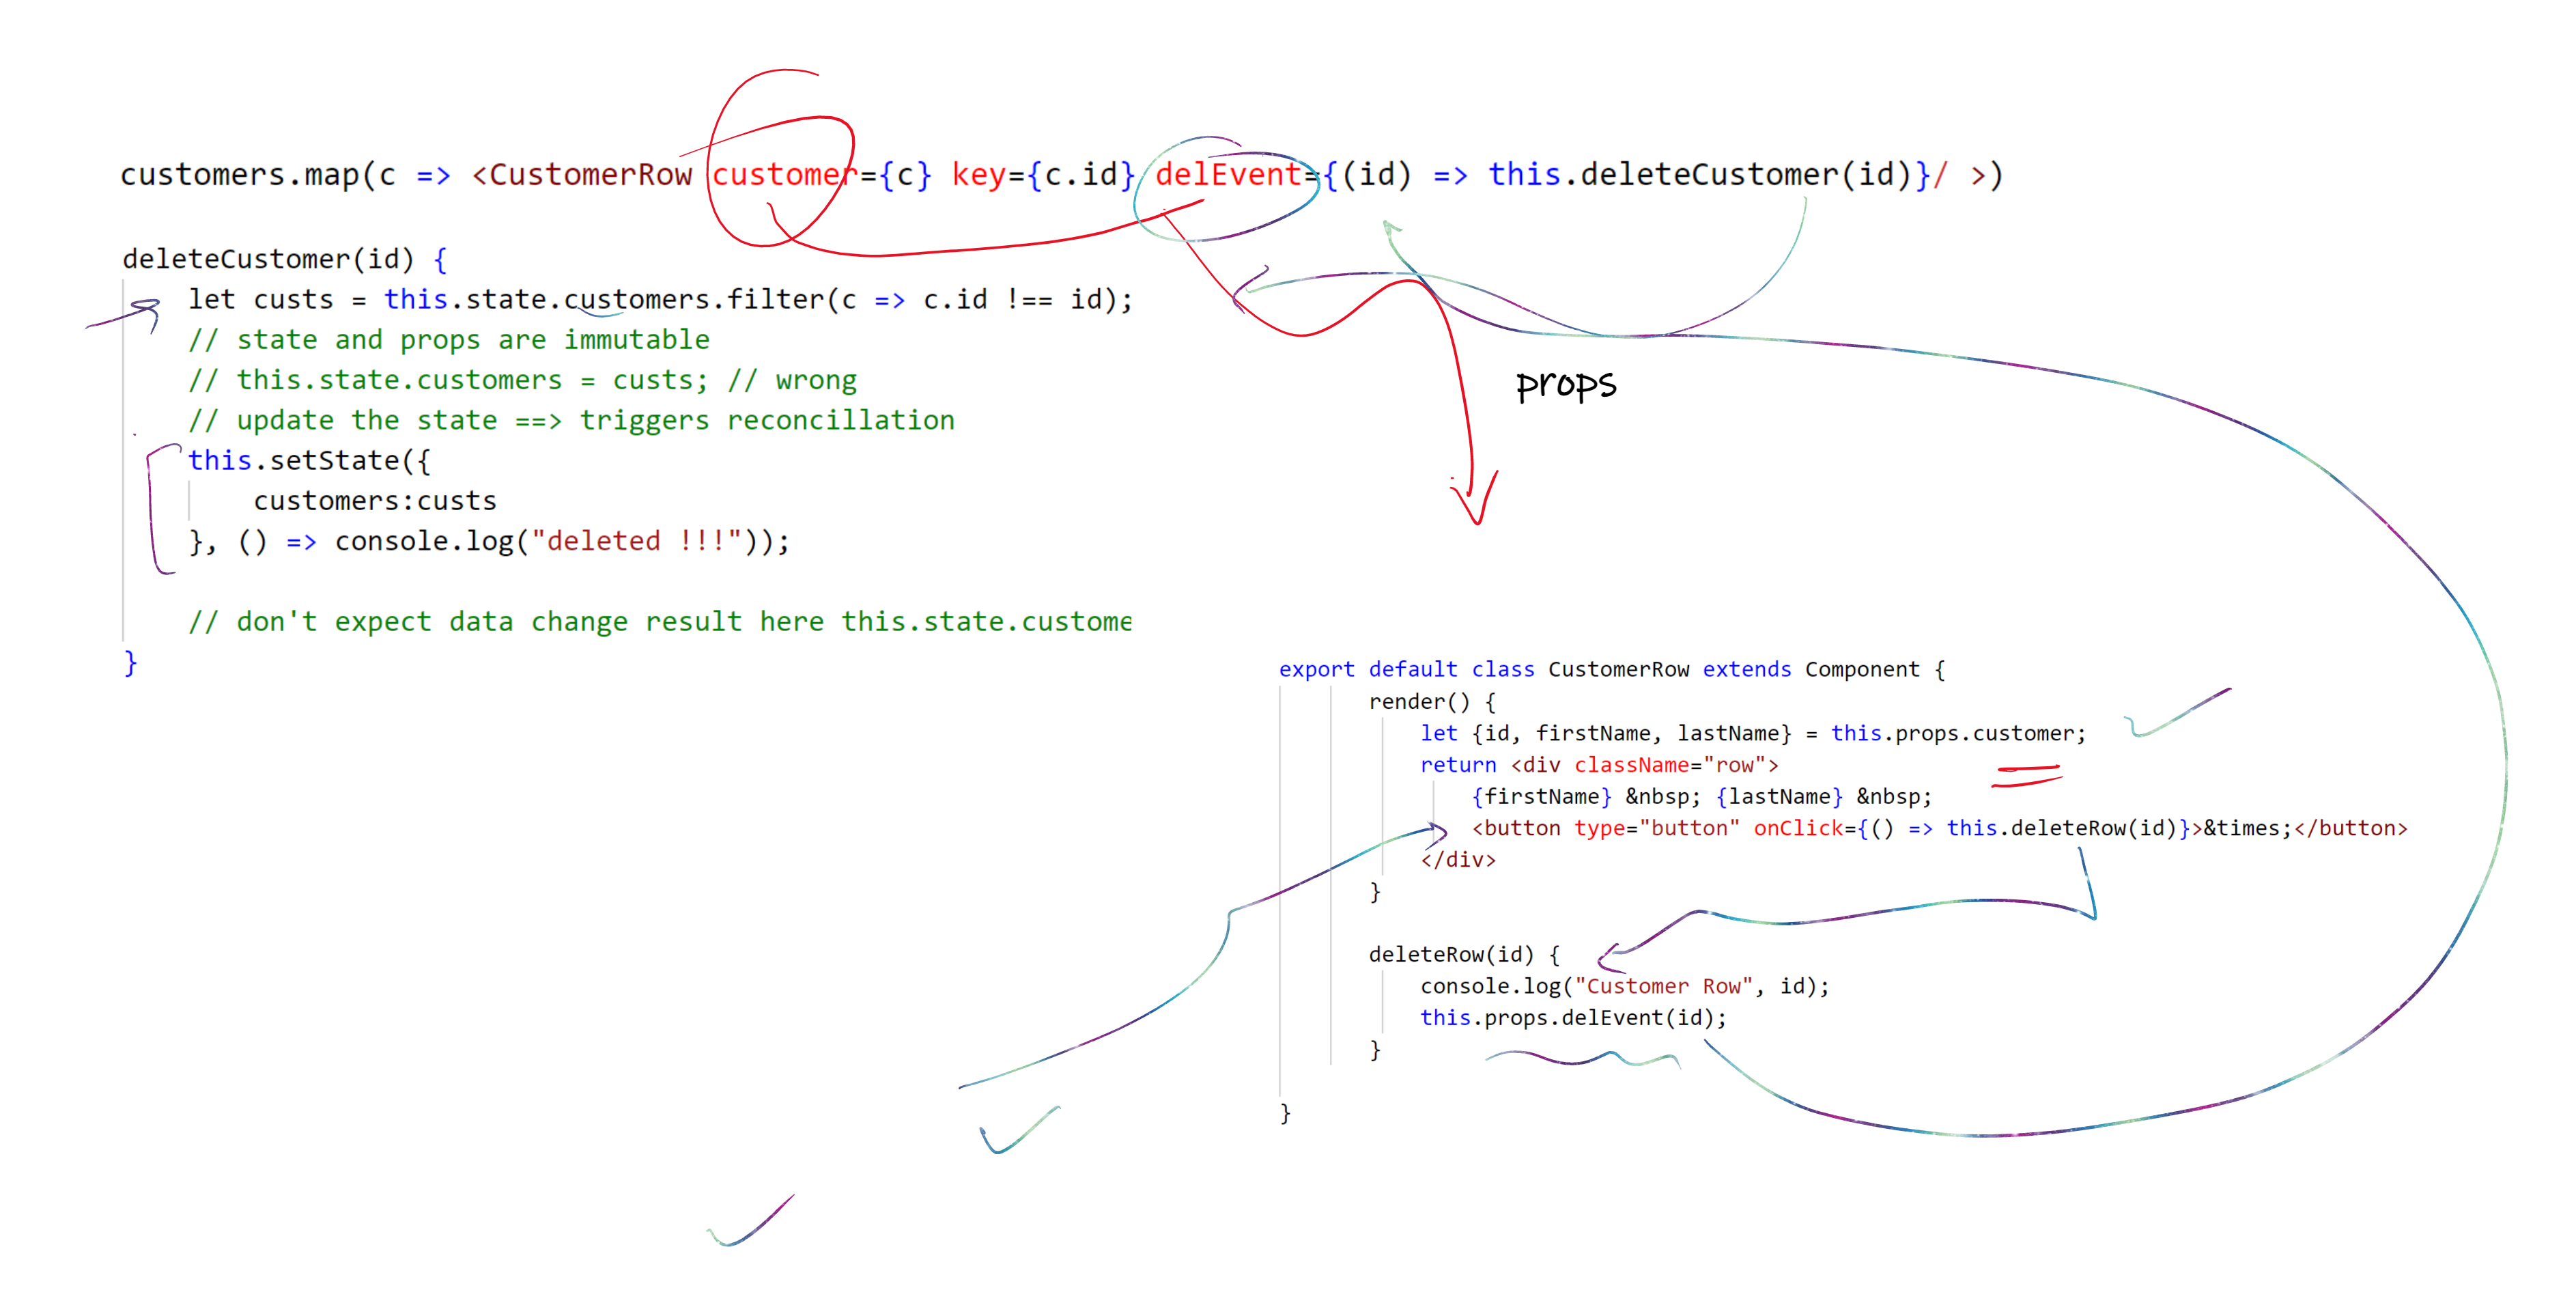 customers.map(c => <CustomerRow customer={c} key={c.id} delEvent={(id) => this.deleteCustomer(id)}/ >)
deleteCustomer(id) {
let custs = this.state.customers.filter(c => c.id !== id);
// state and props are immutable
// this.state.customers = custs; // wrong
// update the state ==> triggers reconcillation
this.setState({
customers:custs
}, () => console.log("deleted !!!"));
// don't expect data change result here this.state.custome
}
props
export default class CustomerRow extends Component {
render() {
let {id, firstName, lastName} = this.props.customer;
return <div className="row">
{firstName} &nbsp; {lastName} &nbsp;
<button type="button" onClick={() => this.deleteRow(id)}>&times;</button>
</div>
}
deleteRow(id) {
console.log("Customer Row", id);
this.props.delEvent(id);
}
}